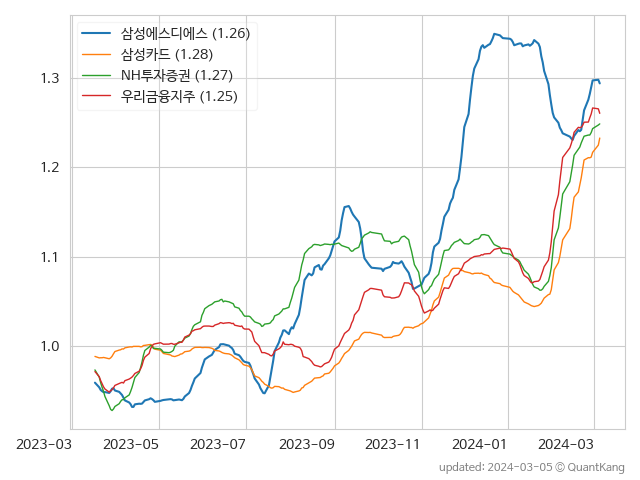 삼성에스디에스 (1.26)
삼성카드 (1.28)
NH투자증권 (1.27)
우리금융지주 (1.25)
1.3
1.2
1.1
1.0
2023-03 2023-05 2023-07 2023-09 2023-11 2024-01 2024-03
updated: 2024-03-05 © QuantKang